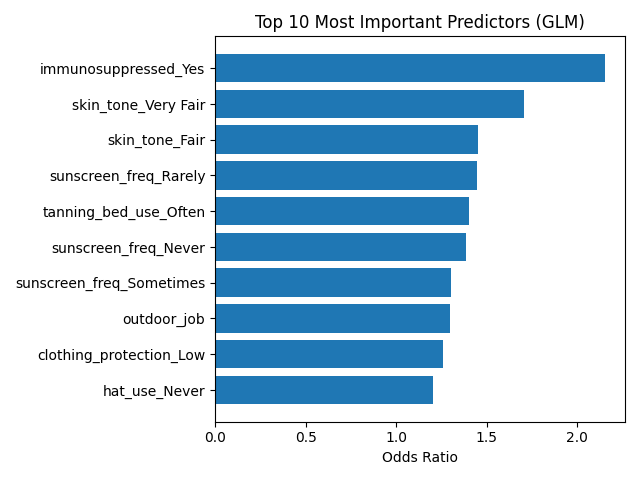 Top 10 Most Important Predictors (GLM)
immunosuppressed_Yes
skin_tone_Very Fair
skin_tone_Fair
sunscreen_freq_Rarely
tanning_bed_use_Often
sunscreen_freq_Never
sunscreen_freq_Sometimes
outdoor_job
clothing_protection_Low
hat_use_Never
0.0 0.5 1.0 1.5 2.0
Odds Ratio